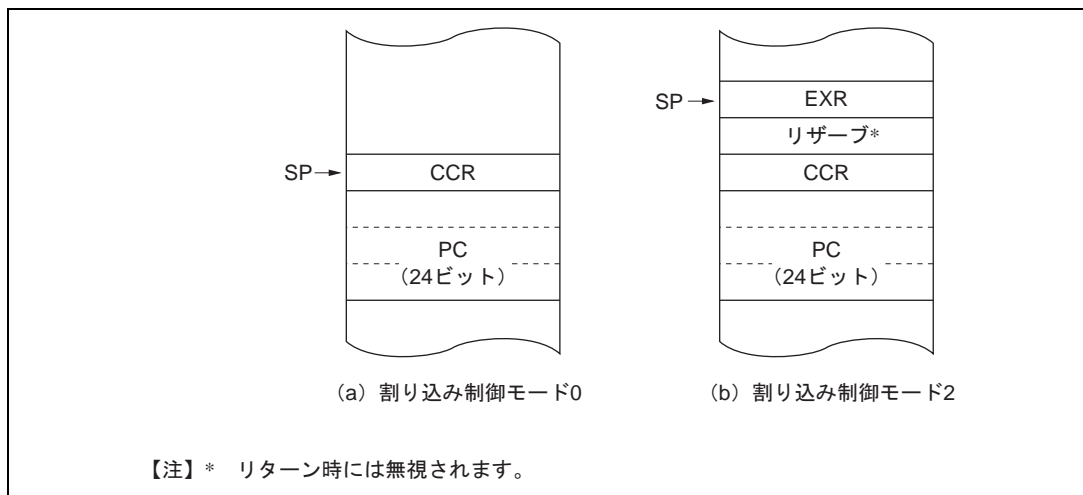 SP→ CCR
PC
（24ビット）
（a）割り込み制御モード0
SP→ EXR
リザーブ*
CCR
PC
（24ビット）
（b）割り込み制御モード2
【注】* リターン時には無視されます。